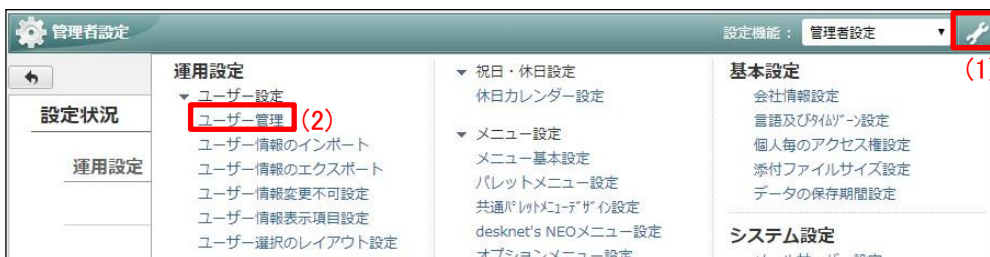 管理者設定
設定機能： 管理者設定
(1)
設定状況
運用設定
運用設定
ユーザー設定
ユーザー管理 (2)
ユーザー情報のインポート
ユーザー情報のエクスポート
ユーザー情報変更不可設定
ユーザー情報表示項目設定
ユーザー選択のレイアウト設定
祝日・休日設定
休日カレンダー設定
メニュー設定
メニュー基本設定
パレットメニュー設定
共通ﾊﾟﾚｯﾄﾒﾆｭｰﾃﾞｻﾞｲﾝ設定
desknet's NEOメニュー設定
オプションメニュー設定
基本設定
会社情報設定
言語及びﾀｲﾑｿﾞｰﾝ設定
個人毎のアクセス権設定
添付ファイルサイズ設定
データの保存期間設定
システム設定